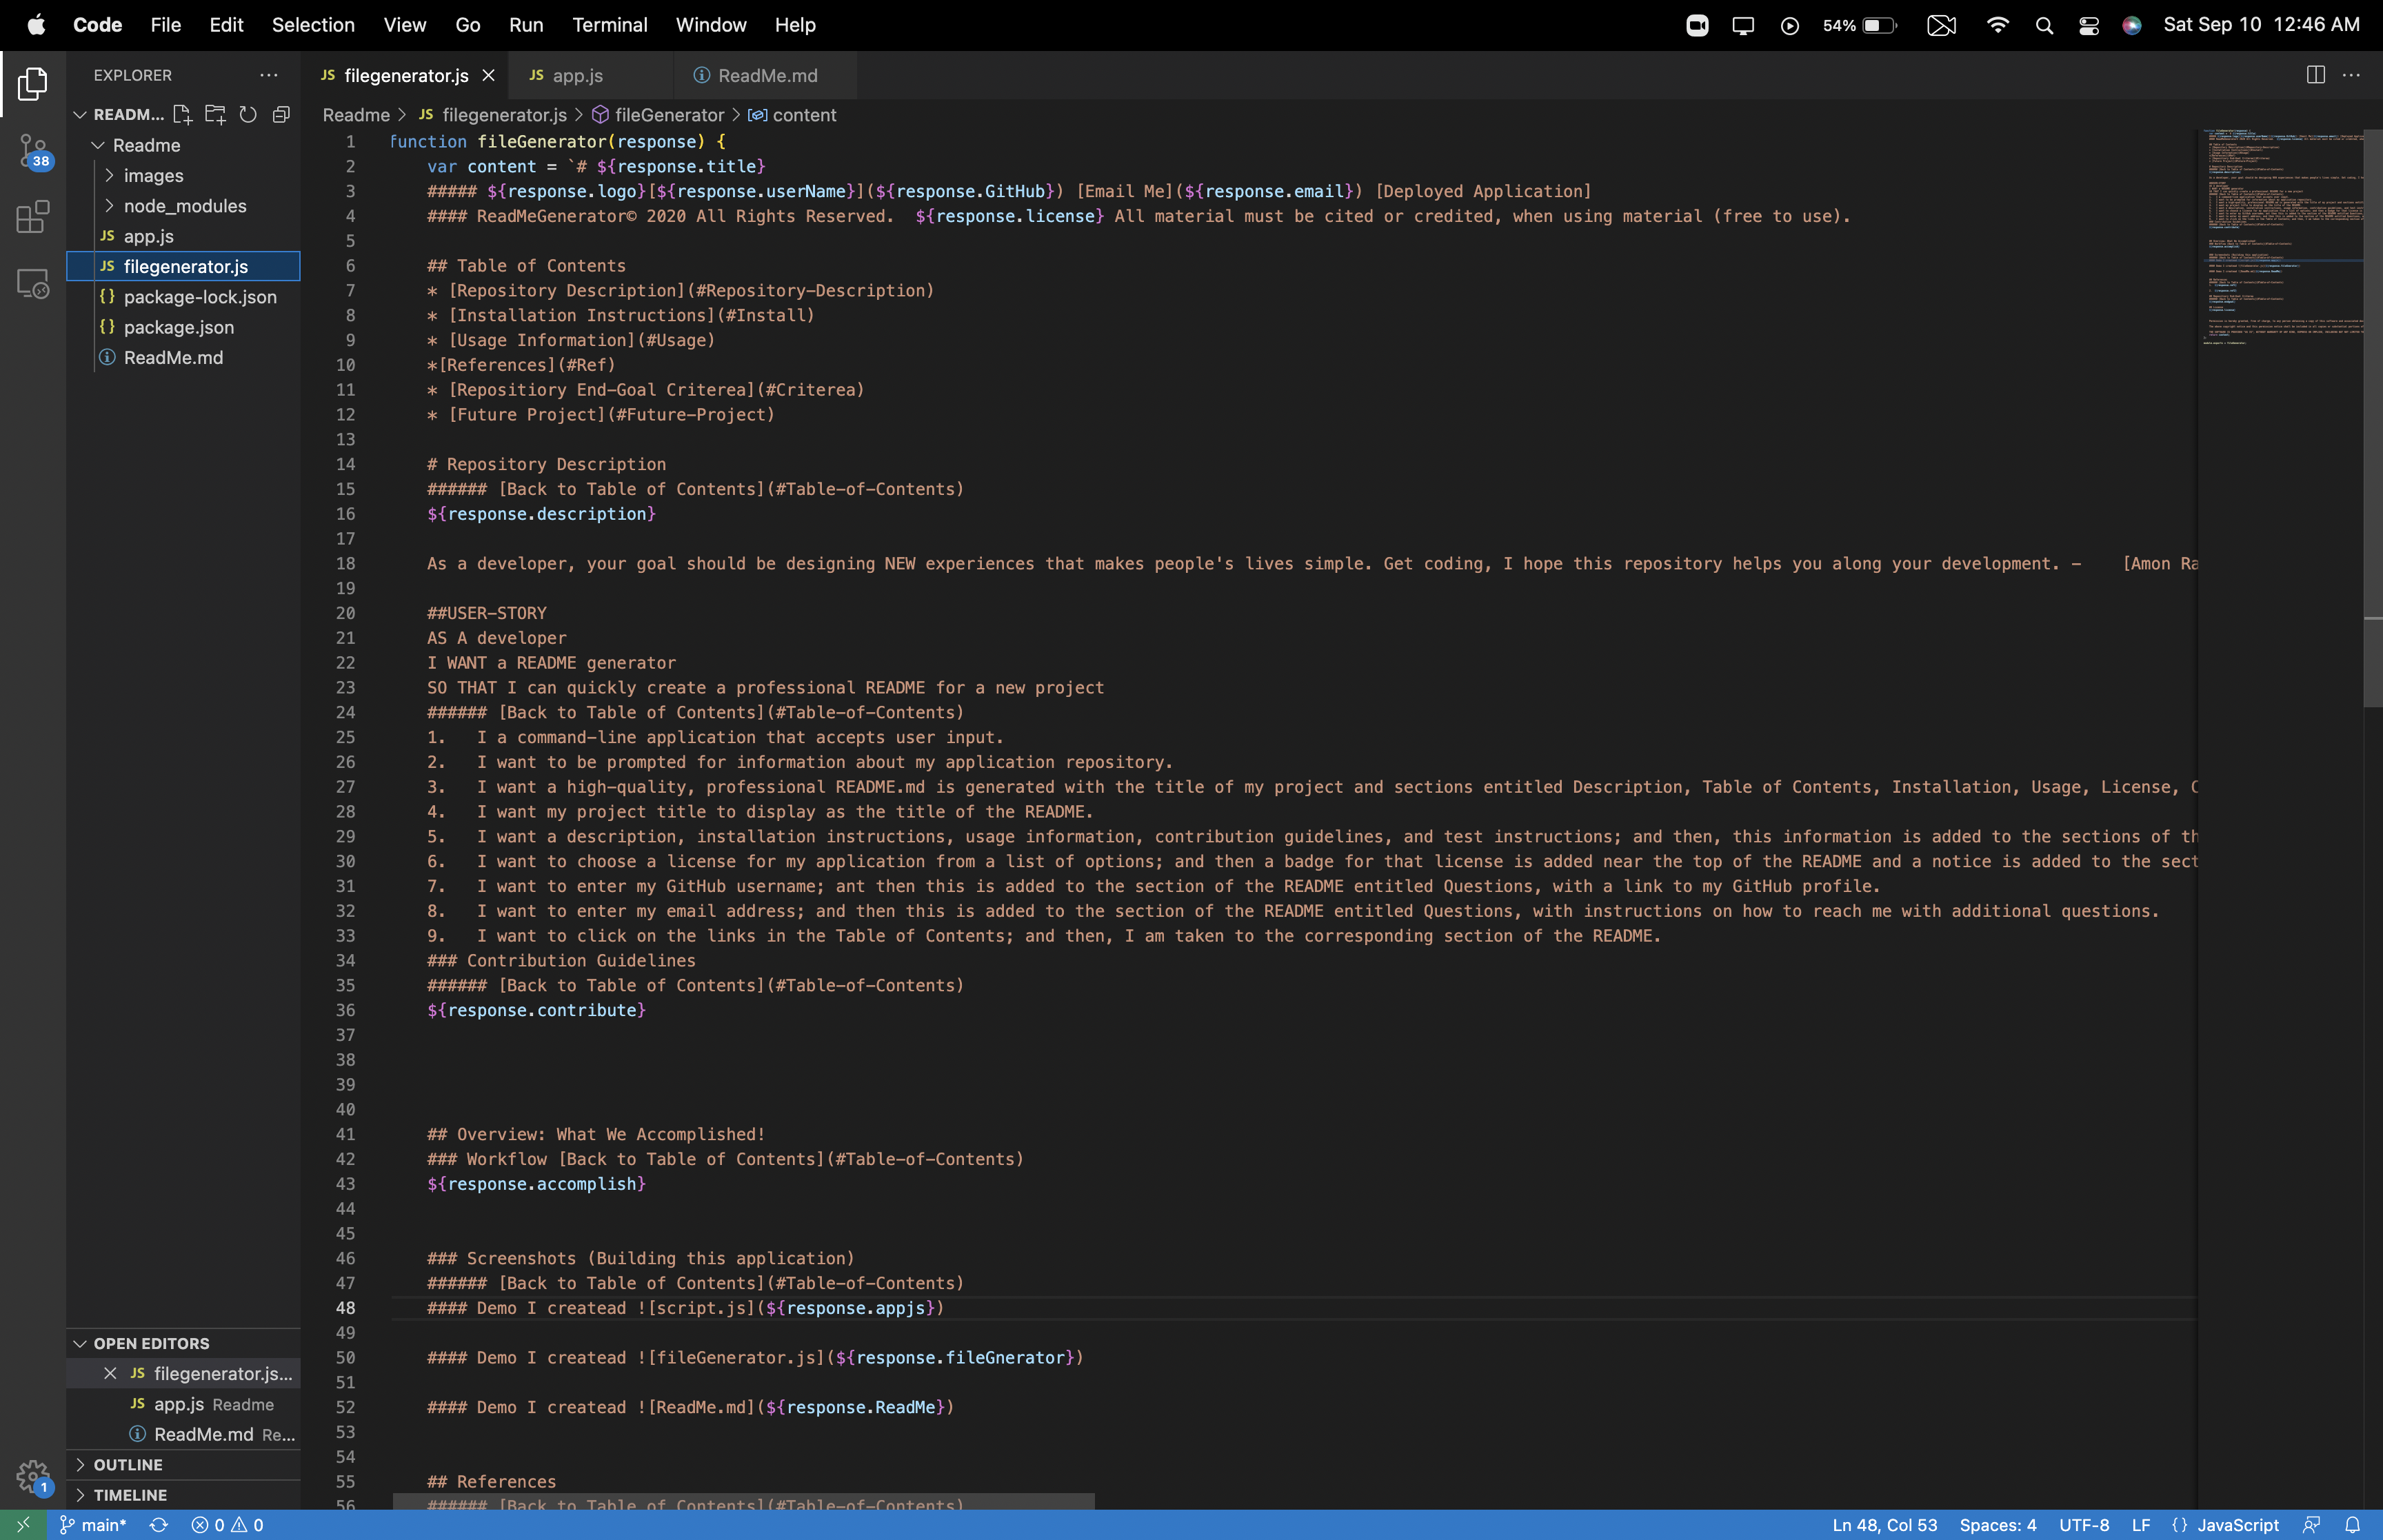 Code File Edit Selection View Go Run Terminal Window Help 54% Sat Sep 10 12:46 AM
EXPLORER
READM...
Readme
images
node_modules
JS app.js
JS filegenerator.js
{} package-lock.json
{} package.json
ReadMe.md
OPEN EDITORS
JS filegenerator.js...
JS app.js Readme
ReadMe.md Re...
OUTLINE
TIMELINE
38
1
JS filegenerator.js JS app.js ReadMe.md
Readme > JS filegenerator.js > fileGenerator > content
1 function fileGenerator(response) {
2 var content = `# ${response.title}
3 ##### ${response.logo}[${response.userName}](${response.GitHub}) [Email Me](${response.email}) [Deployed Application]
4 #### ReadMeGenerator© 2020 All Rights Reserved.  ${response.license} All material must be cited or credited, when using material (free to use).
5
6 ## Table of Contents
7 * [Repository Description](#Repository-Description)
8 * [Installation Instructions](#Install)
9 * [Usage Information](#Usage)
10 *[References](#Ref)
11 * [Repositiory End-Goal Criterea](#Criterea)
12 * [Future Project](#Future-Project)
13
14 # Repository Description
15 ###### [Back to Table of Contents](#Table-of-Contents)
16 ${response.description}
17
18 As a developer, your goal should be designing NEW experiences that makes people's lives simple. Get coding, I hope this repository helps you along your development. -    [Amon Ra
19
20 ##USER-STORY
21 AS A developer
22 I WANT a README generator
23 SO THAT I can quickly create a professional README for a new project
24 ###### [Back to Table of Contents](#Table-of-Contents)
25 1.   I a command-line application that accepts user input.
26 2.   I want to be prompted for information about my application repository.
27 3.   I want a high-quality, professional README.md is generated with the title of my project and sections entitled Description, Table of Contents, Installation, Usage, License, C
28 4.   I want my project title to display as the title of the README.
29 5.   I want a description, installation instructions, usage information, contribution guidelines, and test instructions; and then, this information is added to the sections of th
30 6.   I want to choose a license for my application from a list of options; and then a badge for that license is added near the top of the README and a notice is added to the sect
31 7.   I want to enter my GitHub username; ant then this is added to the section of the README entitled Questions, with a link to my GitHub profile.
32 8.   I want to enter my email address; and then this is added to the section of the README entitled Questions, with instructions on how to reach me with additional questions.
33 9.   I want to click on the links in the Table of Contents; and then, I am taken to the corresponding section of the README.
34 ### Contribution Guidelines
35 ###### [Back to Table of Contents](#Table-of-Contents)
36 ${response.contribute}
37
38
39
40
41 ## Overview: What We Accomplished!
42 ### Workflow [Back to Table of Contents](#Table-of-Contents)
43 ${response.accomplish}
44
45
46 ### Screenshots (Building this application)
47 ###### [Back to Table of Contents](#Table-of-Contents)
48 #### Demo I createad ![script.js](${response.appjs})
49
50 #### Demo I createad ![fileGenerator.js](${response.fileGnerator})
51
52 #### Demo I createad ![ReadMe.md](${response.ReadMe})
53
54
55 ## References
56 ###### [Back to Table of Contents](#Table-of-Contents)
main* 0 0 Ln 48, Col 53 Spaces: 4 UTF-8 LF {} JavaScript